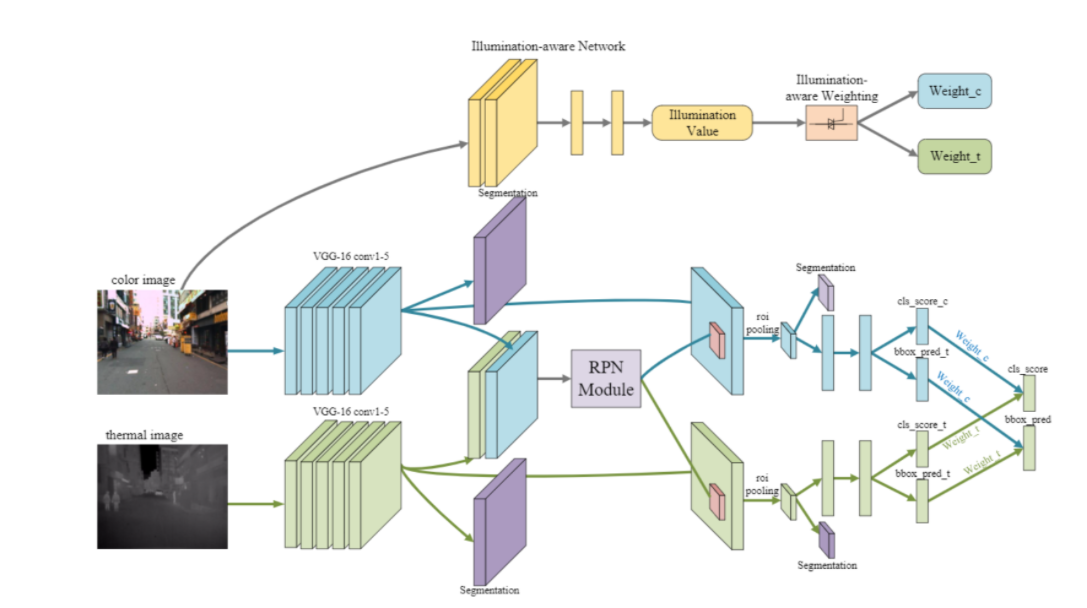 Illumination-aware Network
Illumination-
aware Weighting
Weight_c
Illumination
Value
Weight_t
Segmentation
VGG-16 conv1-5
color image
Segmentation
roi
pooling
cls_score_c
bbox_pred_t
Weight_c
Weight_c
cls_score
RPN
Module
VGG-16 conv1-5
thermal image
cls_score_t
bbox_pred
Weight_t
bbox_pred_t
Weight_t
roi
pooling
Segmentation
Segmentation